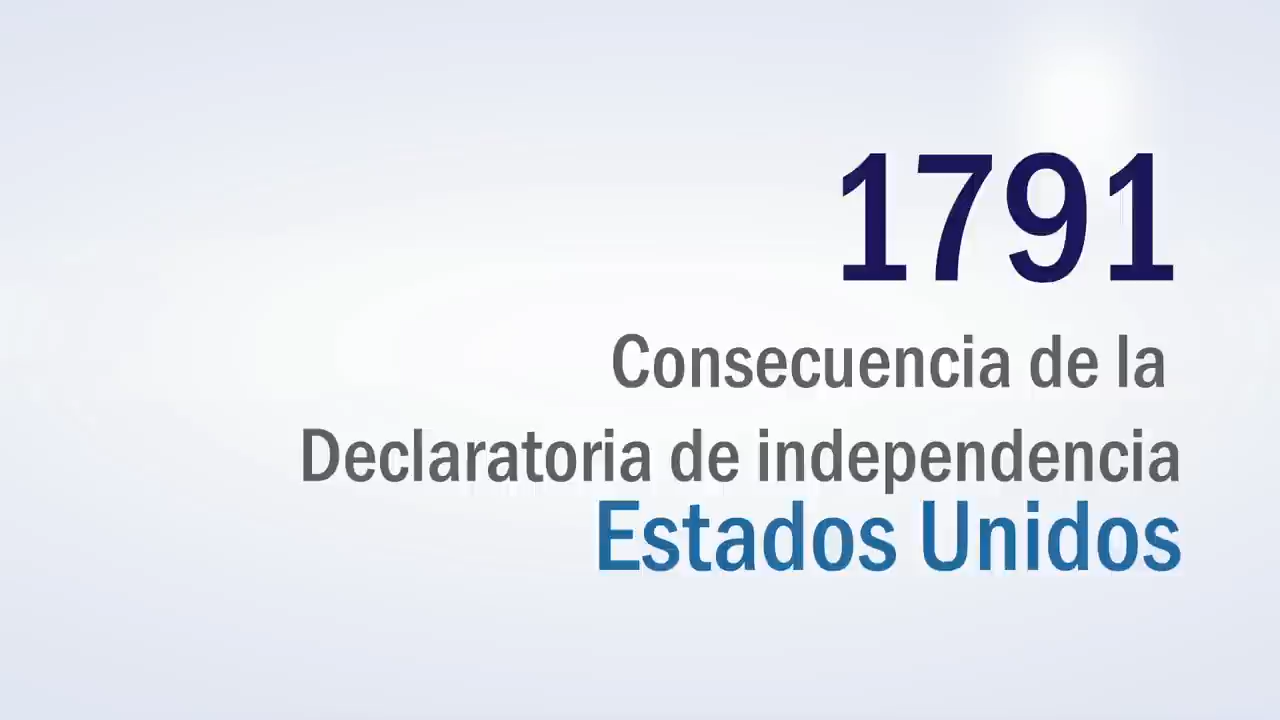 1791
Consecuencia de la
Declaratoria de independencia
Estados Unidos